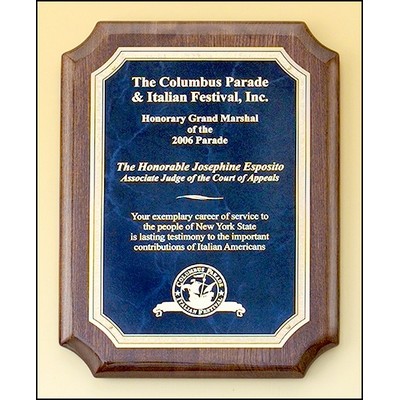 The Columbus Parade
& Italian Festival, Inc.
Honorary Grand Marshal
of the
2006 Parade
The Honorable Josephine Esposito
Associate Judge of the Court of Appeals
Your exemplary career of service to
the people of New York State
is lasting testimony to the important
contributions of Italian Americans
COLUMBUS PARADE
ITALIAN FESTIVAL